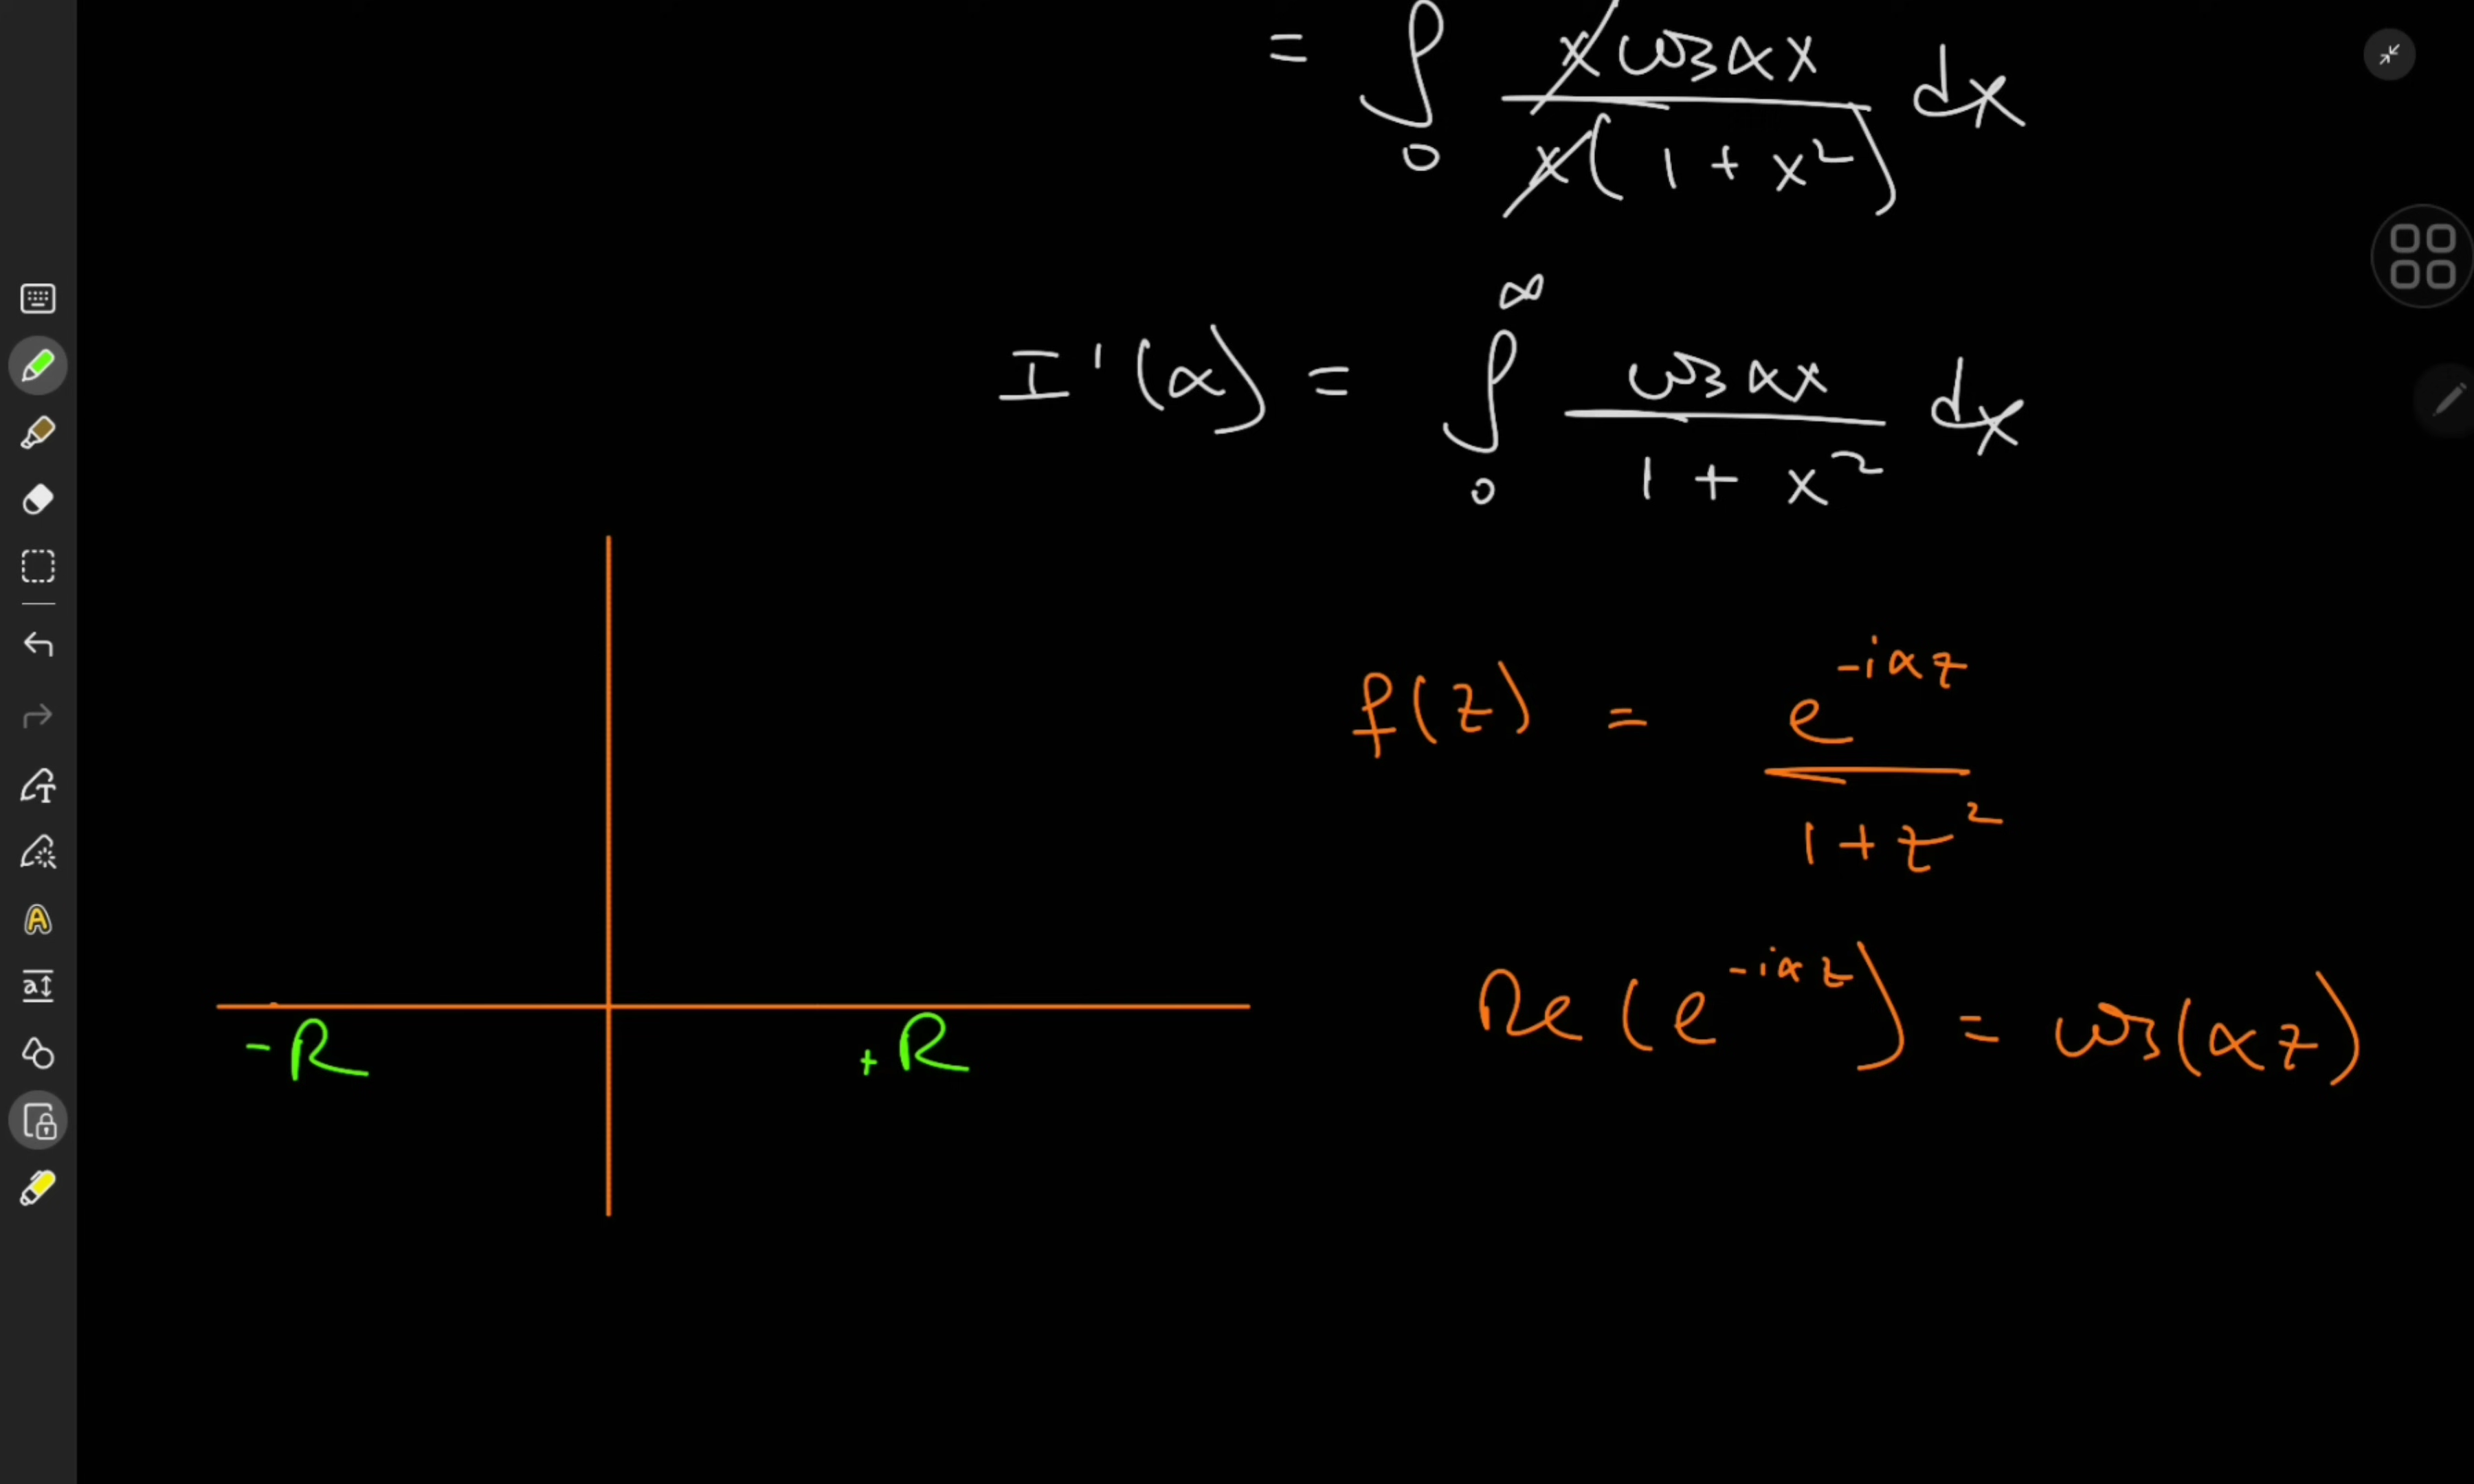 = ∫₀ x cos αx / x(1 + x²) dx
I'(α) = ∫₀^∞ cos αx / 1 + x² dx
f(z) = e^{-iαz} / 1 + z²
Re(e^{-iαz}) = cos(αz)
-R +R